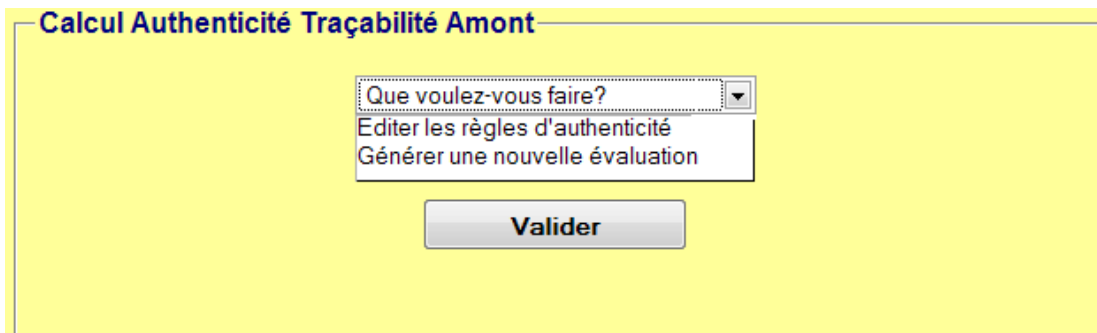 Calcul Authenticité Traçabilité Amont
Que voulez-vous faire?
Editer les règles d'authenticité
Générer une nouvelle évaluation
Valider